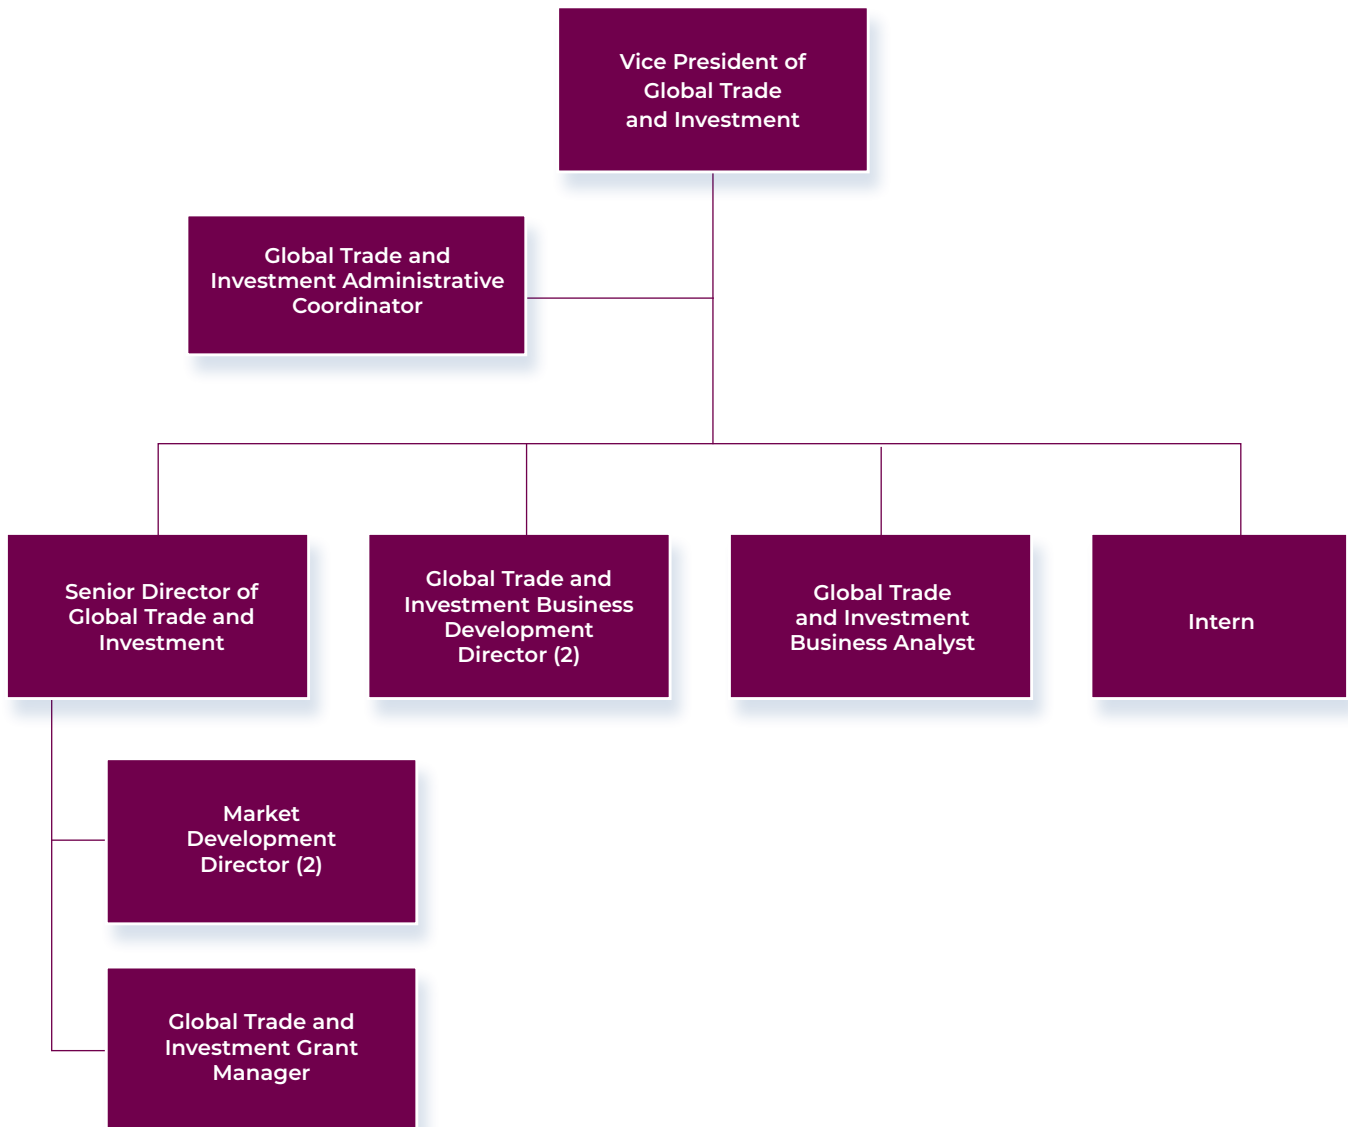 Vice President of
Global Trade
and Investment
Global Trade and
Investment Administrative
Coordinator
Senior Director of
Global Trade and
Investment
Global Trade and
Investment Business
Development
Director (2)
Global Trade
and Investment
Business Analyst
Intern
Market
Development
Director (2)
Global Trade and
Investment Grant
Manager